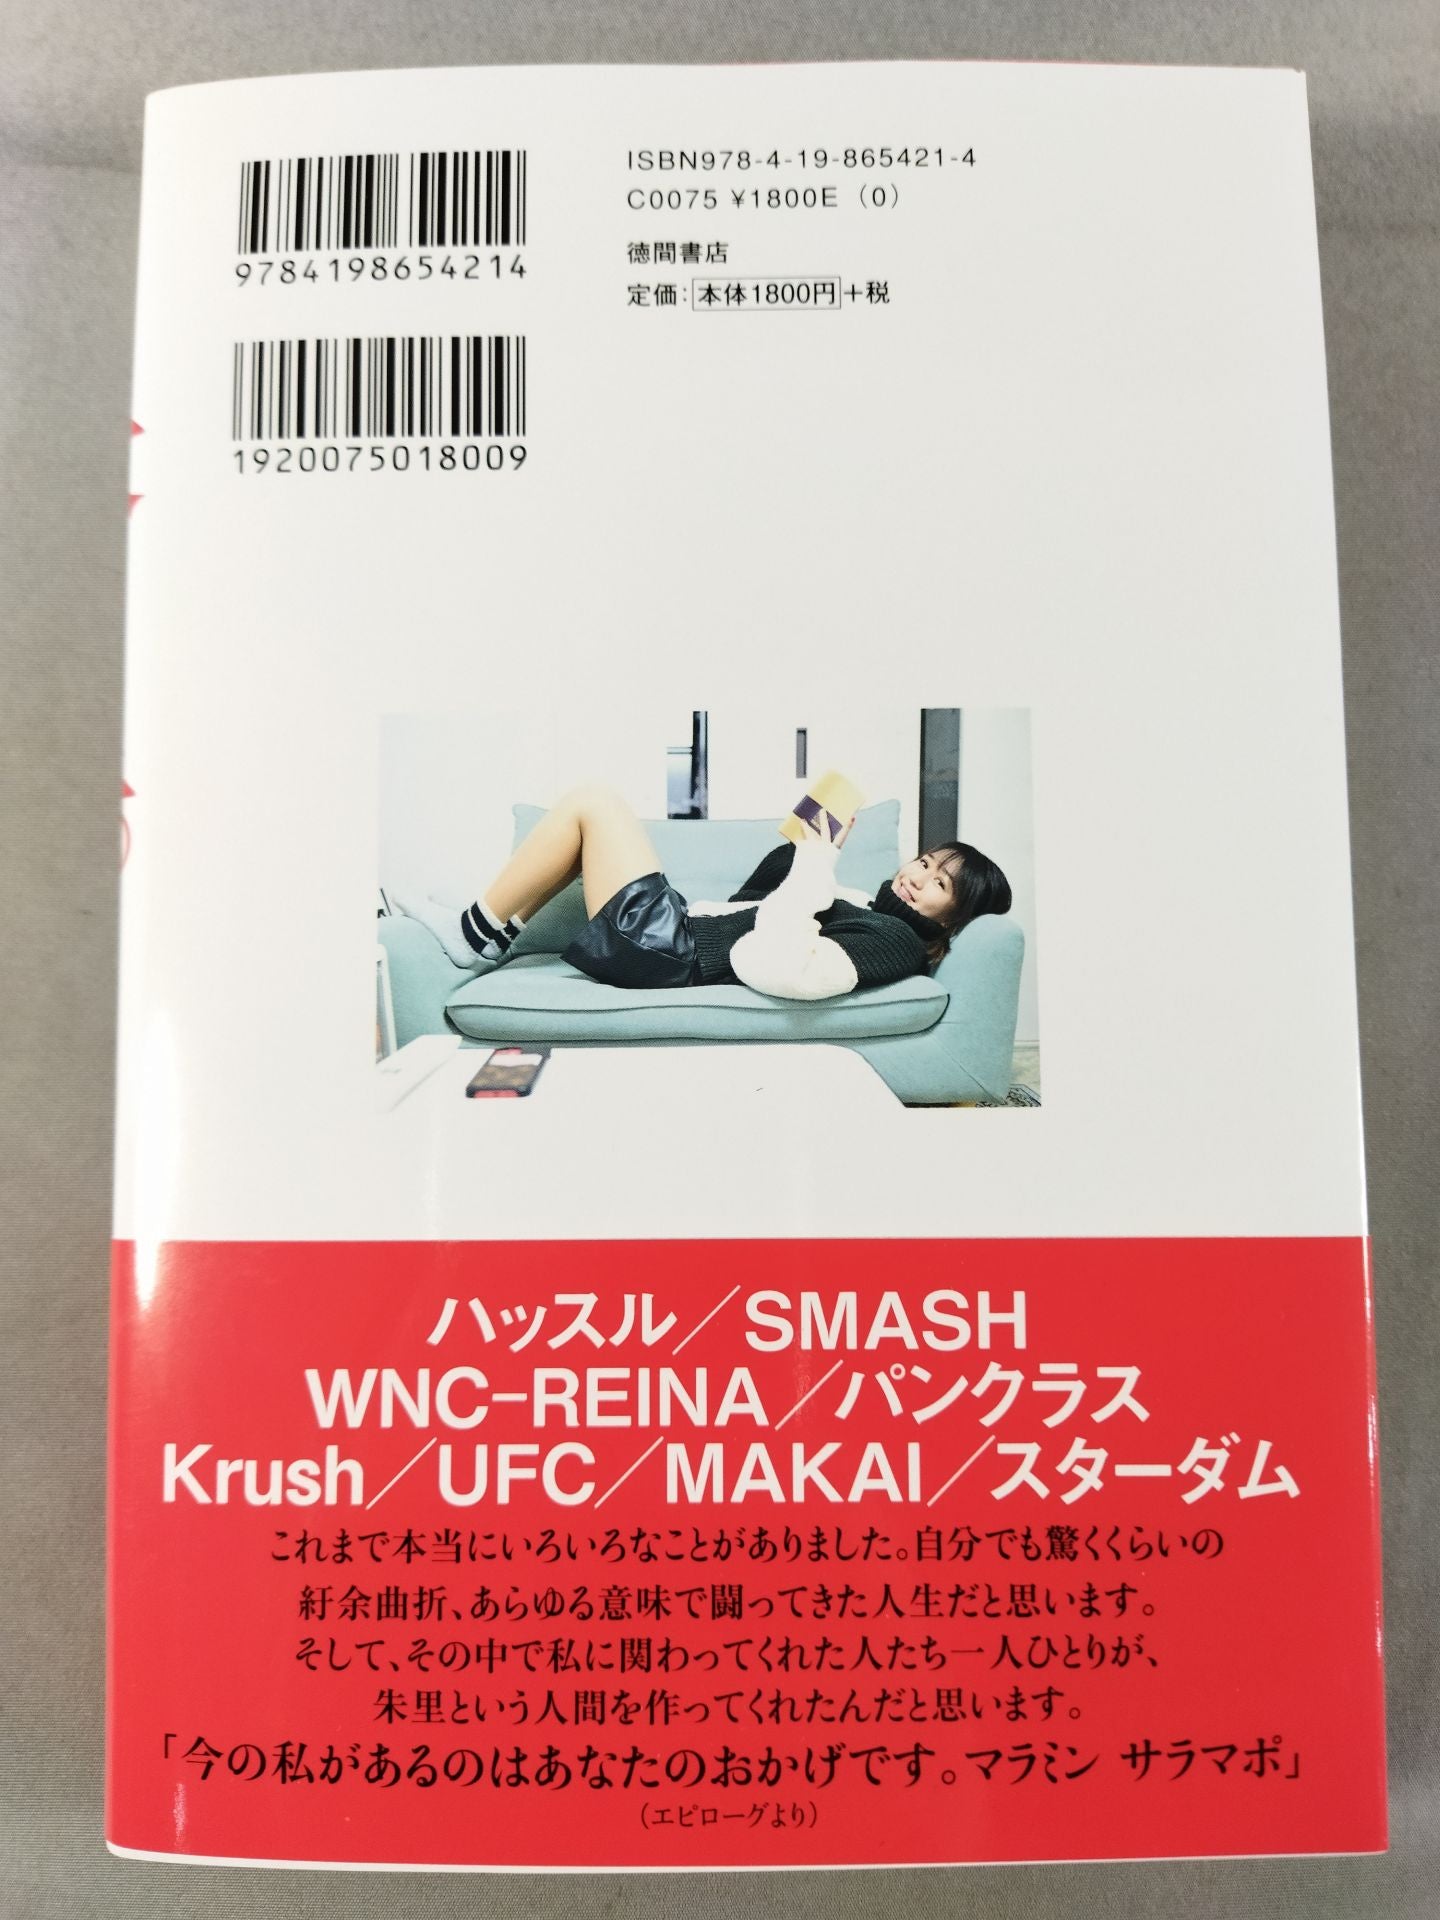 ISBN978-4-19-865421-4
C0075 ¥1800E (0)
徳間書店
定価:本体1800円+税
9784198654214
1920075018009
ハッスル/SMASH
WNC-REINA/パンクラス
Krush/UFC/MAKAI/スターダム
これまで本当にいろいろなことがありました。自分でも驚くくらいの
紆余曲折、あらゆる意味で闘ってきた人生だと思います。
そして、その中で私に関わってくれた人たち一人ひとりが、
朱里という人間を作ってくれたんだと思います。
「今の私があるのはあなたのおかげです。マラミン サラマポ」
(エピローグより)